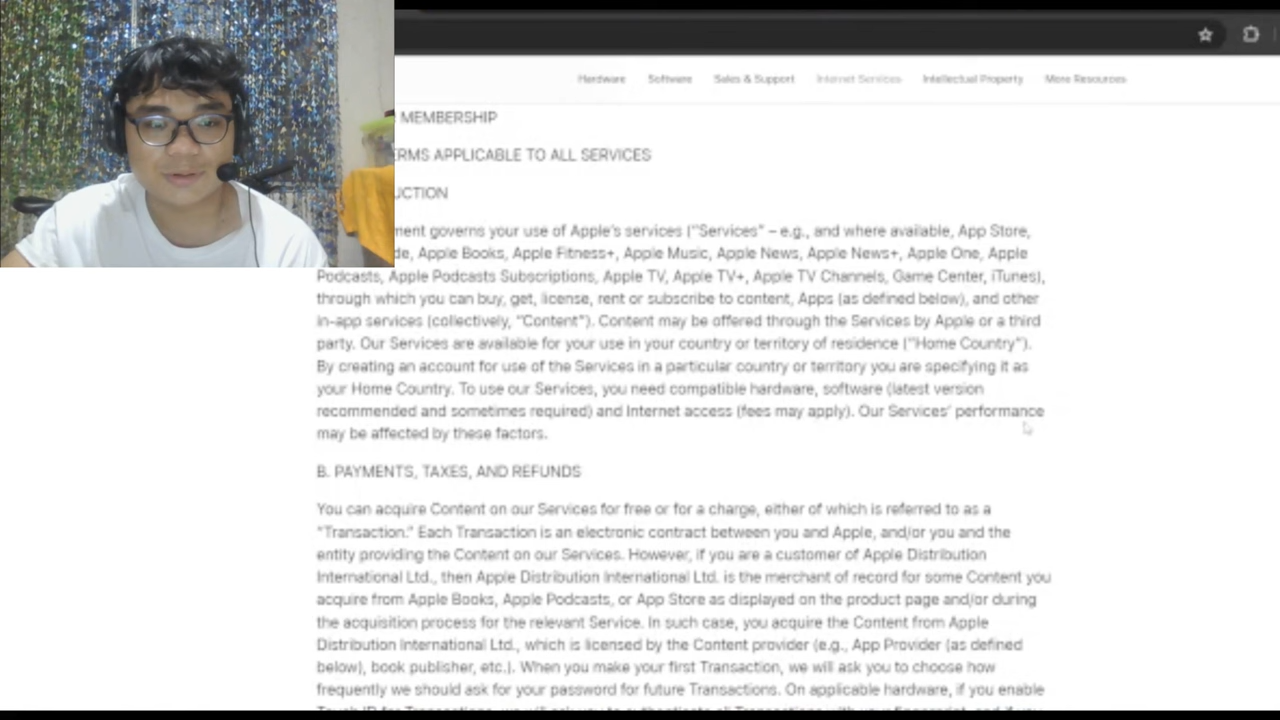 Hardware Software Sales & Support Internet Services Intellectual Property More Resources
MEMBERSHIP
ERMS APPLICABLE TO ALL SERVICES
UCTION
ment governs your use of Apple's services ("Services" – e.g., and where available, App Store,
de, Apple Books, Apple Fitness+, Apple Music, Apple News, Apple News+, Apple One, Apple
Podcasts, Apple Podcasts Subscriptions, Apple TV, Apple TV+, Apple TV Channels, Game Center, iTunes),
through which you can buy, get, license, rent or subscribe to content, Apps (as defined below), and other
in-app services (collectively, "Content"). Content may be offered through the Services by Apple or a third
party. Our Services are available for your use in your country or territory of residence ("Home Country").
By creating an account for use of the Services in a particular country or territory you are specifying it as
your Home Country. To use our Services, you need compatible hardware, software (latest version
recommended and sometimes required) and Internet access (fees may apply). Our Services' performance
may be affected by these factors.
B. PAYMENTS, TAXES, AND REFUNDS
You can acquire Content on our Services for free or for a charge, either of which is referred to as a
"Transaction." Each Transaction is an electronic contract between you and Apple, and/or you and the
entity providing the Content on our Services. However, if you are a customer of Apple Distribution
International Ltd., then Apple Distribution International Ltd. is the merchant of record for some Content you
acquire from Apple Books, Apple Podcasts, or App Store as displayed on the product page and/or during
the acquisition process for the relevant Service. In such case, you acquire the Content from Apple
Distribution International Ltd., which is licensed by the Content provider (e.g., App Provider (as defined
below), book publisher, etc.). When you make your first Transaction, we will ask you to choose how
frequently we should ask for your password for future Transactions. On applicable hardware, if you enable